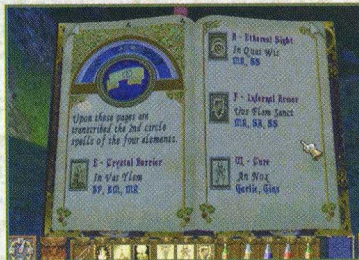 Upon these pages are
transcribed the 2nd circle
spells of the four elements.
E - Crystal Barrier
In Vas Ylem
BP, BM, MR
A - Ethereal Sight
In Quas Wis
MR, SS
F - Infernal Armor
Vas Flam Sanct
MR, SA, SS
W - Cure
An Nox
Garlic, Gins